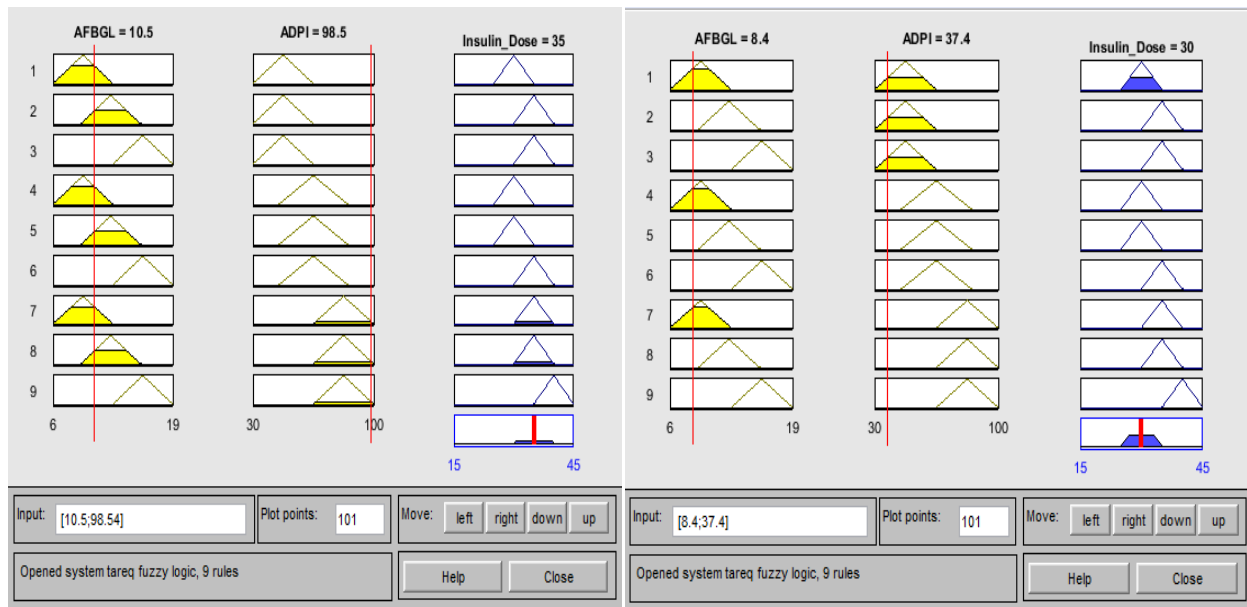 AFBGL = 10.5 ADPI = 98.5 Insulin_Dose = 35
1
2
3
4
5
6
7
8
9
6 19 30 100
15 45
Input: [10.5;98.54] Plot points: 101 Move: left right down up
Opened system tareq fuzzy logic, 9 rules Help Close
AFBGL = 8.4 ADPI = 37.4 Insulin_Dose = 30
1
2
3
4
5
6
7
8
9
6 19 30 100
15 45
Input: [8.4;37.4] Plot points: 101 Move: left right down up
Opened system tareq fuzzy logic, 9 rules Help Close